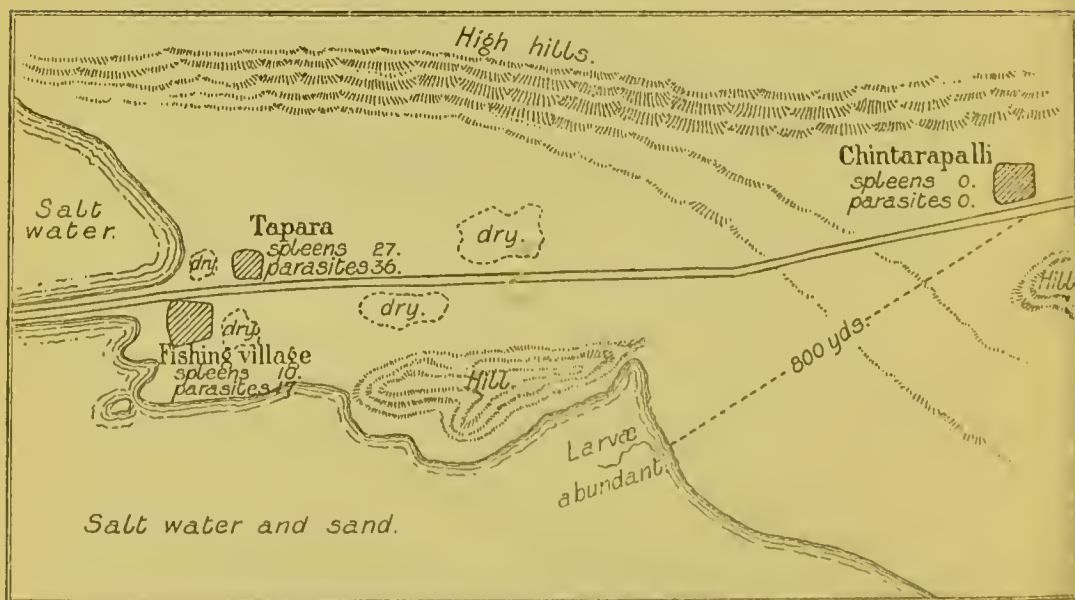 High hills.
Chintarapalli
spleens 0.
parasites 0.
Salt
water.
Tapara
spleens 27.
parasites 36.
dry.
dry.
dry.
Hill
dry.
Fishing village
spleens
parasites 17.
Hill.
800 yds.
Larvæ
abundant.
Salt water and sand.